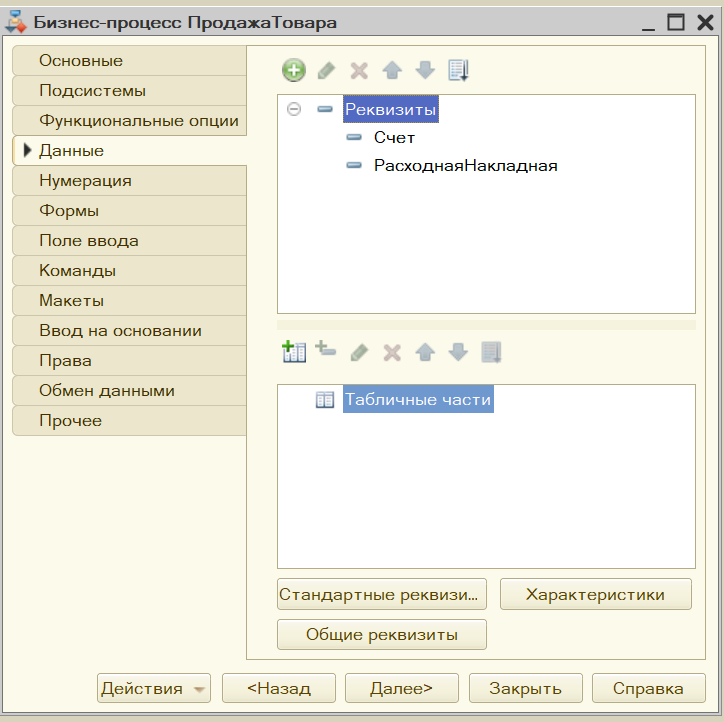 Бизнес-процесс ПродажаТовара
Основные
Подсистемы
Функциональные опции
Данные
Нумерация
Формы
Поле ввода
Команды
Макеты
Ввод на основании
Права
Обмен данными
Прочее
Реквизиты
Счет
РасходнаяНакладная
Табличные части
Стандартные реквизи...
Характеристики
Общие реквизиты
Действия
<Назад
Далее>
Закрыть
Справка